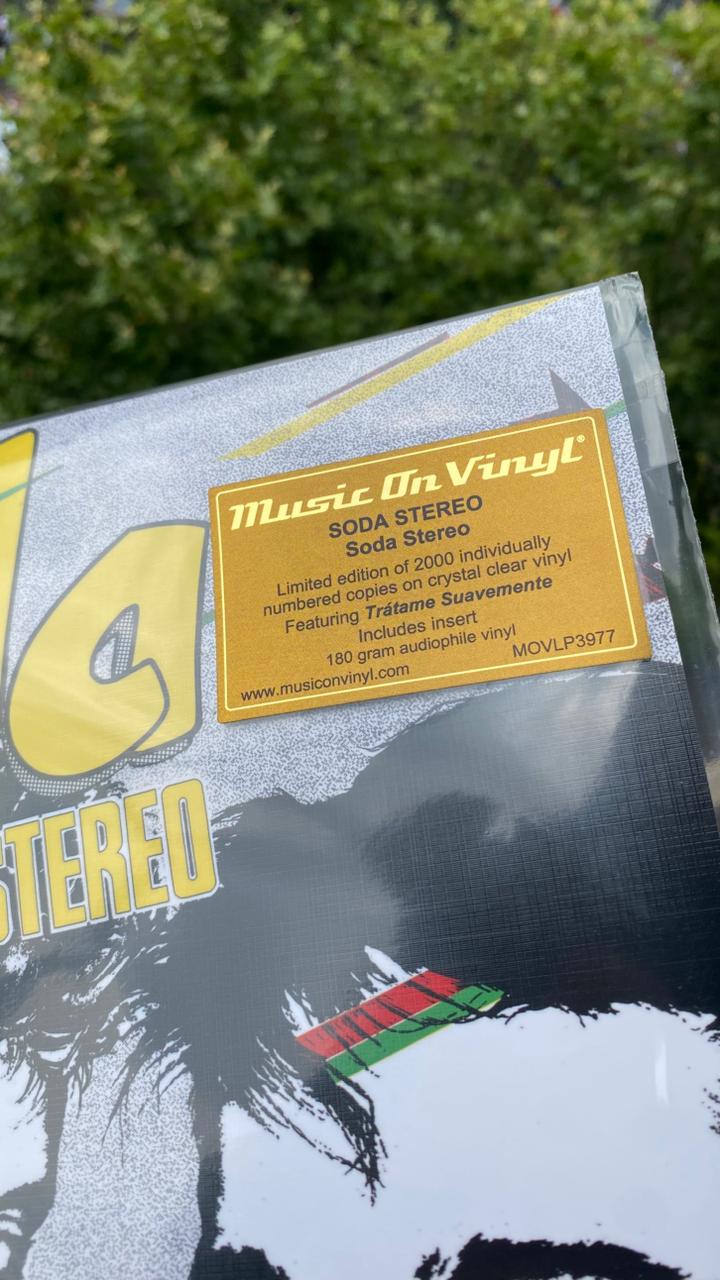 Music On Vinyl®
SODA STEREO
Soda Stereo
Limited edition of 2000 individually
numbered copies on crystal clear vinyl
Featuring Trátame Suavemente
Includes insert
180 gram audiophile vinyl
www.musiconvinyl.com MOVLP3977
a
STEREO